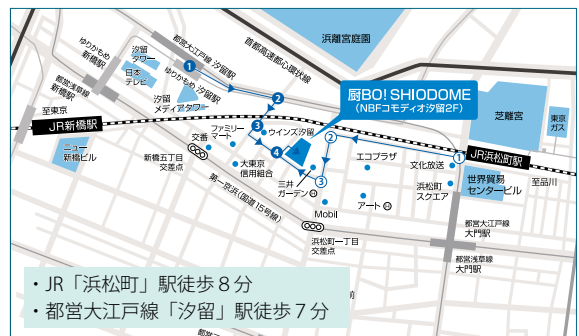 浜離宮庭園
ゆりかもめ
新橋駅
汐留
タワー
都営大江戸線 汐留駅
首都高速都心環状線
日本
テレビ
ゆりかもめ 汐留駅
都営浅草線
新橋駅
汐留
メディアタワー
1
2
厨BO! SHIODOME
(NBFコモディオ汐留2F)
芝離宮
東京
ガス
至東京
JR新橋駅
ニュー
新橋ビル
交番
ファミリー
マート
3
ウインズ汐留
4
2
1
JR浜松町駅
至品川
新橋五丁目
交差点
大東京
信用組合
三井
ガーデンH
3
エコプラザ
文化放送
浜松町
スクエア
世界貿易
センタービル
第一京浜(国道15号線)
Mobil
アートH
浜松町一丁目
交差点
都営大江戸線
大門駅
都営浅草線
大門駅
・JR「浜松町」駅徒歩8分
・都営大江戸線「汐留」駅徒歩7分
前